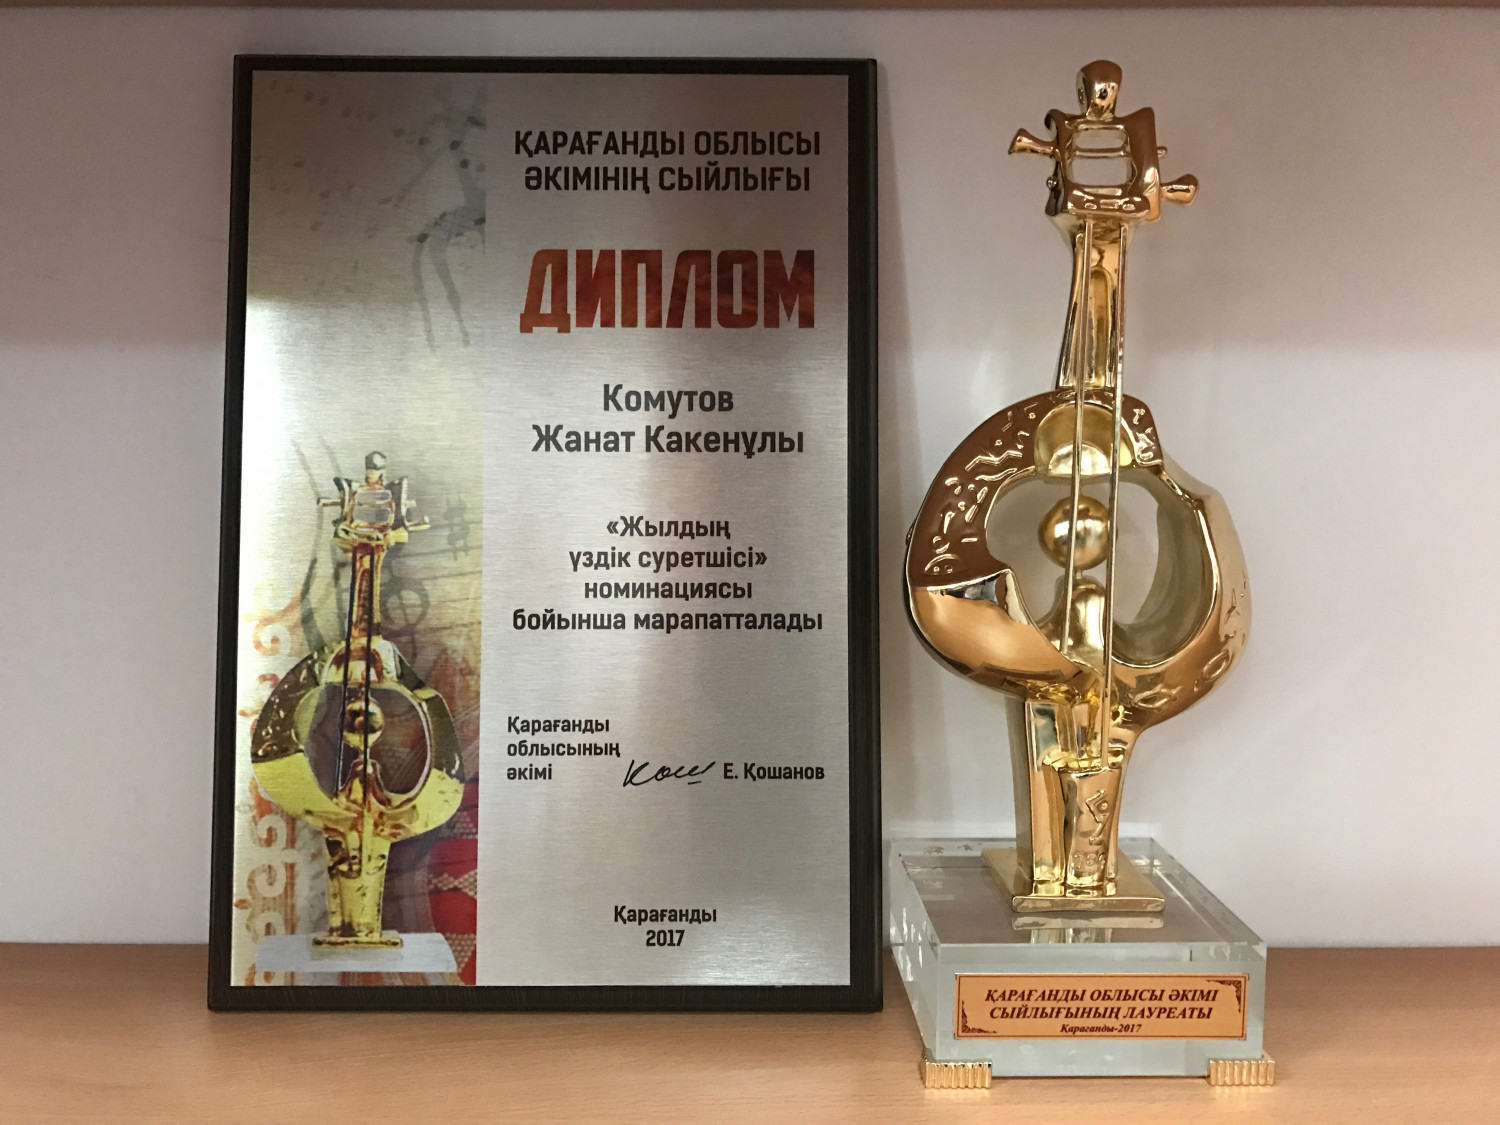 ҚАРАҒАНДЫ ОБЛЫСЫ
ӘКІМІНІҢ СЫЙЛЫҒЫ
ДИПЛОМ
Комутов
Жанат Какенұлы
«Жылдың
үздік суретшісі»
номинациясы
бойынша марапатталады
Қарағанды
облысының
әкімі
Е. Қошанов
Қарағанды
2017
ҚАРАҒАНДЫ ОБЛЫСЫ ӘКІМІ
СЫЙЛЫҒЫНЫҢ ЛАУРЕАТЫ
Қарағанды-2017